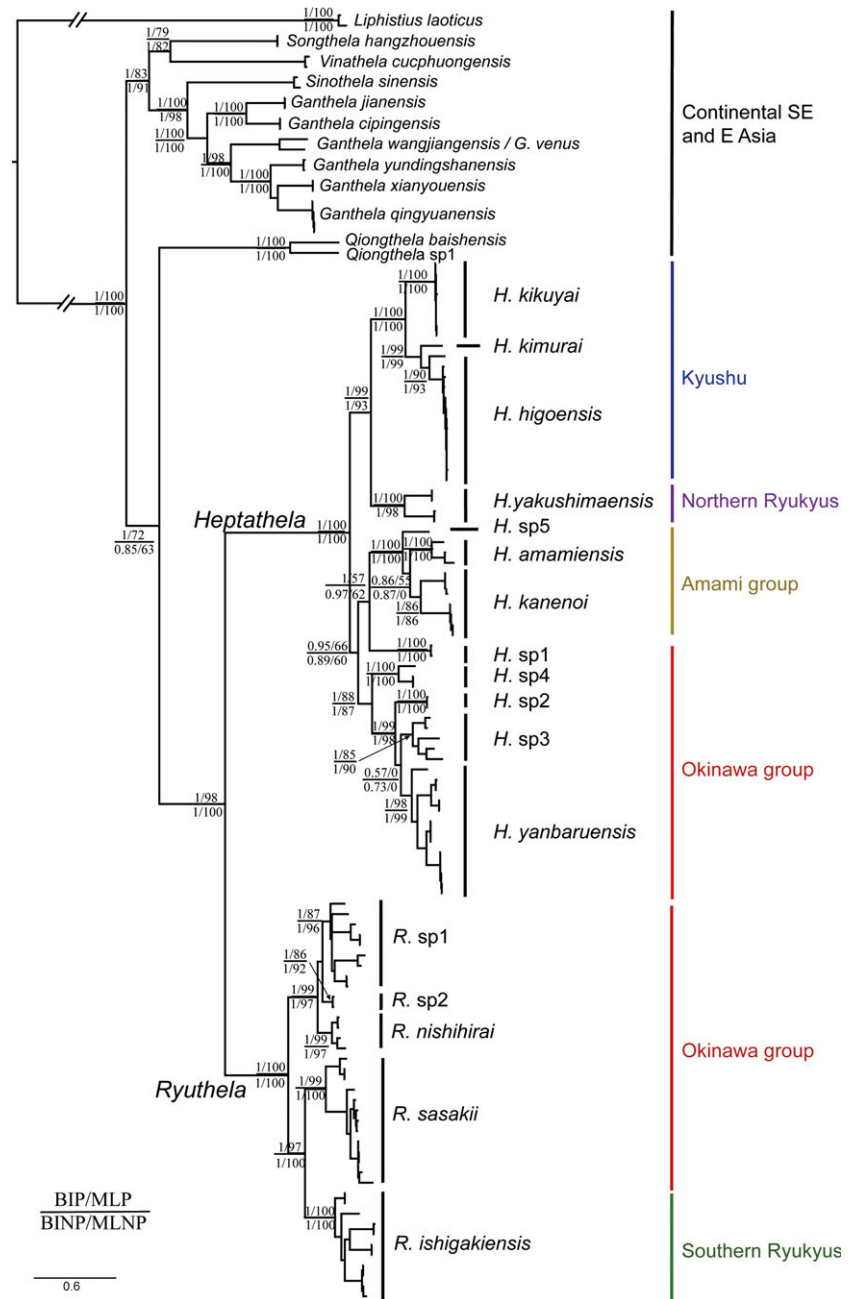 1/100
1/100
Liphistius laoticus
1/79
1/82
Songthela hangzhouensis
Vinathela cucphuongensis
1/83
1/91
Sinothela sinensis
1/100
1/98
Ganthela jianensis
1/100
1/100
Ganthela cipingensis
1/100
1/100
Ganthela wangjiangensis / G. venus
1/98
1/100
Ganthela yundingshanensis
1/100
1/100
Ganthela xianyouensis
Ganthela qingyuanensis
Continental SE
and E Asia
1/100
1/100
Qiongthela baishensis
Qiongthela sp1
1/100
1/100
1/100
1/100
H. kikuyai
1/100
1/100
H. kimurai
1/99
1/99
1/90
1/93
H. higoensis
Kyushu
1/99
1/93
1/100
1/98
H.yakushimaensis
Northern Ryukyus
Heptathela
1/100
1/100
H. sp5
1/72
0.85/63
1/100
1/100
1/100
1/100
H. amamiensis
Amami group
1/57
0.97/62
0.86/55
0.87/0
H. kanenoi
1/86
1/86
0.95/66
0.89/60
1/100
1/100
H. sp1
1/100
1/100
H. sp4
1/88
1/87
1/100
1/100
H. sp2
1/99
1/98
H. sp3
1/85
1/90
Okinawa group
0.57/0
0.73/0
1/98
1/99
H. yanbaruensis
1/98
1/100
1/87
1/96
R. sp1
1/86
1/92
R. sp2
1/99
1/97
R. nishihirai
1/99
1/97
Okinawa group
Ryuthela
1/100
1/100
1/99
1/100
R. sasakii
1/97
1/100
BIP/MLP
BINP/MLNP
1/100
1/100
R. ishigakiensis
Southern Ryukyus
0.6